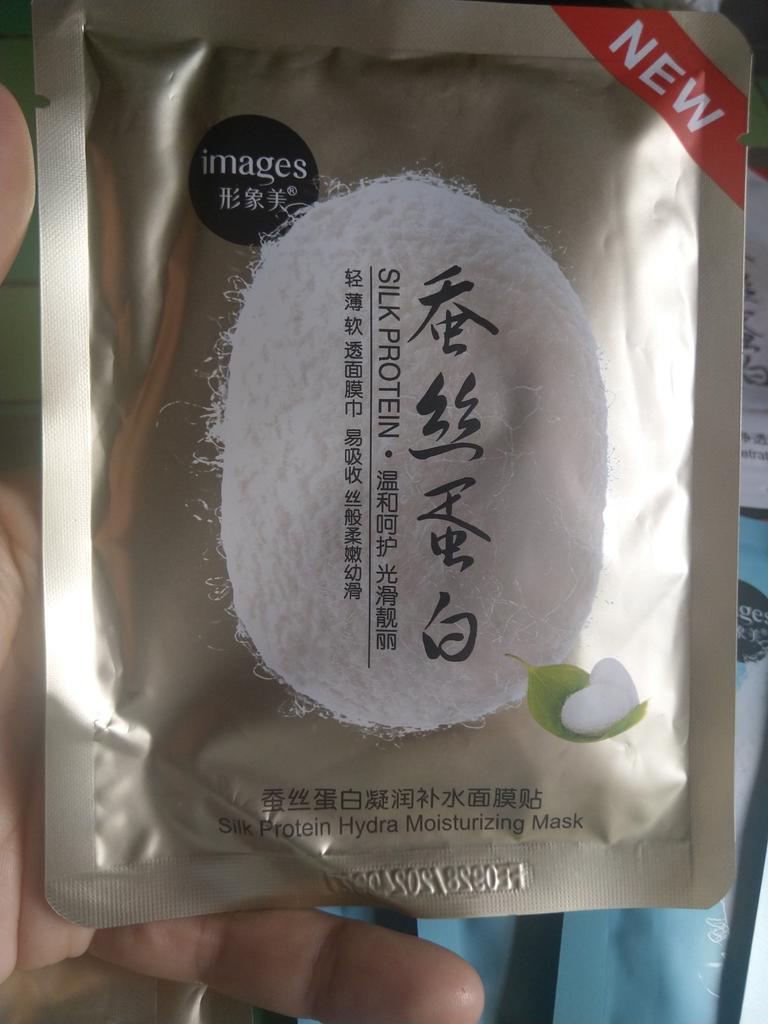 NEW
images
形象美®
蚕丝蛋白
SILK PROTEIN·温和呵护 光滑靓丽
轻薄软透面膜巾 易吸收 丝般柔嫩幼滑
蚕丝蛋白凝润补水面膜贴
Silk Protein Hydra Moisturizing Mask